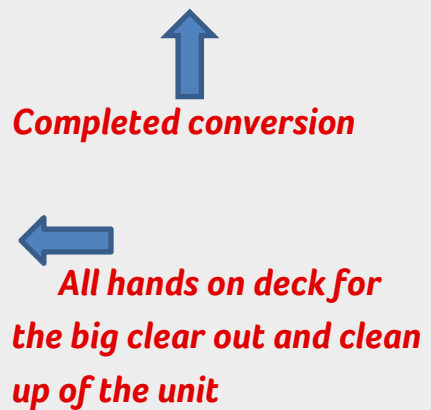 Completed conversion
All hands on deck for
the big clear out and clean
up of the unit